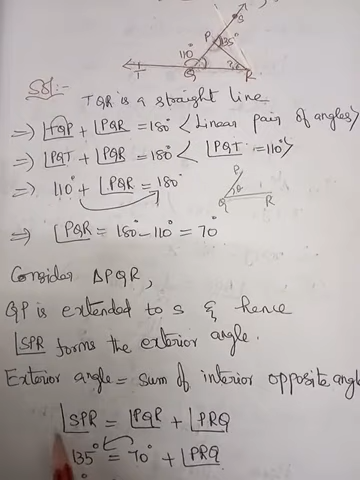 S
P
110° 135°
T Q R
Sol:-
TQR is a straight line
=> ∠TQP + ∠PQR = 180° < Linear pair of angles>
=> ∠PQT + ∠PQR = 180° < ∠PQT = 110°>
=> 110° + ∠PQR = 180°
P
Q R
=> ∠PQR = 180° - 110° = 70°
Consider ΔPQR,
QP is extended to S & hence
∠SPR forms the exterior angle.
Exterior angle = Sum of interior opposite angl
∠SPR = ∠PQR + ∠PRQ
135° = 70° + ∠PRQ